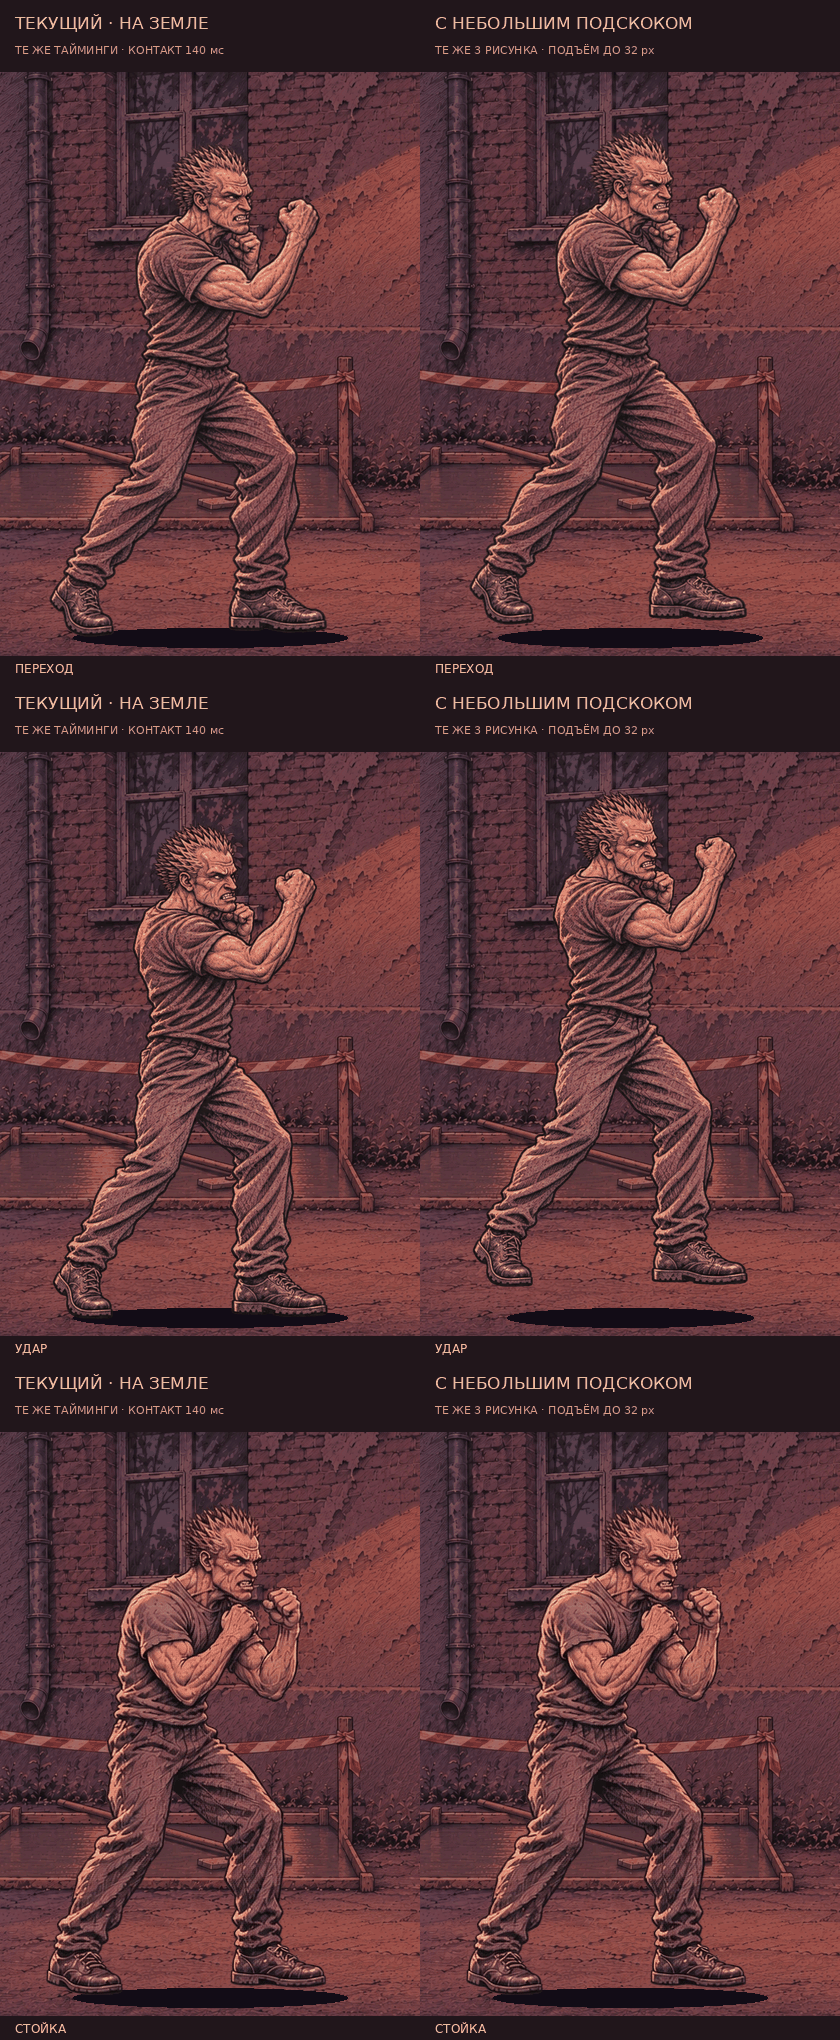 ТЕКУЩИЙ · НА ЗЕМЛЕ
ТЕ ЖЕ ТАЙМИНГИ · КОНТАКТ 140 мс
С НЕБОЛЬШИМ ПОДСКОКОМ
ТЕ ЖЕ 3 РИСУНКА · ПОДЪЁМ ДО 32 px
ПЕРЕХОД
ПЕРЕХОД
ТЕКУЩИЙ · НА ЗЕМЛЕ
ТЕ ЖЕ ТАЙМИНГИ · КОНТАКТ 140 мс
С НЕБОЛЬШИМ ПОДСКОКОМ
ТЕ ЖЕ 3 РИСУНКА · ПОДЪЁМ ДО 32 px
УДАР
УДАР
ТЕКУЩИЙ · НА ЗЕМЛЕ
ТЕ ЖЕ ТАЙМИНГИ · КОНТАКТ 140 мс
С НЕБОЛЬШИМ ПОДСКОКОМ
ТЕ ЖЕ 3 РИСУНКА · ПОДЪЁМ ДО 32 px
СТОЙКА
СТОЙКА